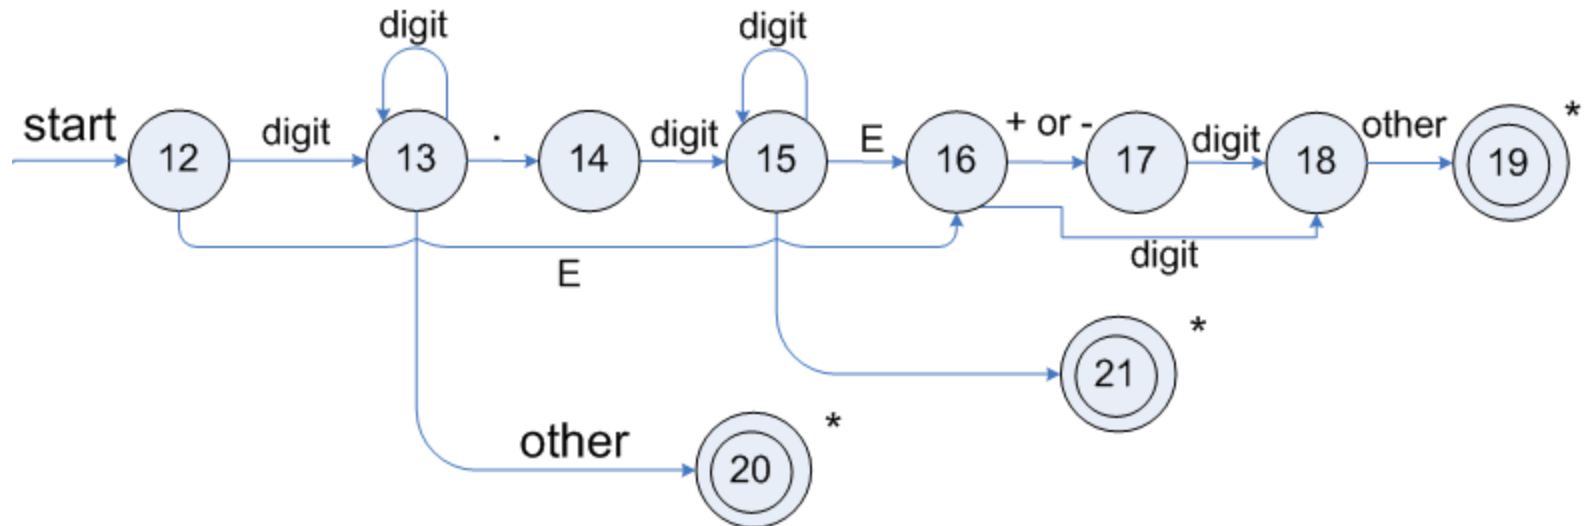 digit digit
start digit . digit E + or - digit other *
12 13 14 15 16 17 18 19
E digit
*
21
other *
20